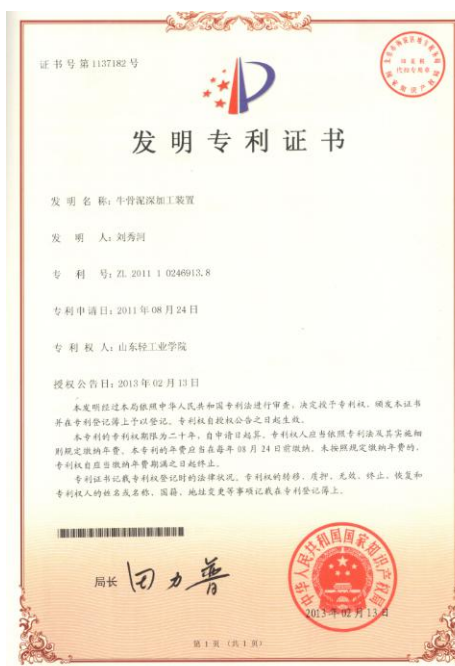 证书号第1137182号
发明专利证书
发 明 名 称：牛骨泥深加工装置
发 明 人：刘秀河
专 利 号：ZL 2011 1 0246913.8
专利申请日：2011年08月24日
专 利 权 人：山东轻工业学院
授权公告日：2013年02月13日
本发明经过本局依照中华人民共和国专利法进行审查，决定授予专利权，颁发本证书
并在专利登记簿上予以登记。专利权自授权公告之日起生效。
本专利的专利权期限为二十年，自申请日起算。专利权人应当依照专利法及其实施细
则规定缴纳年费。本专利的年费应当在每年08月24日前缴纳。未按照规定缴纳年费的，
专利权自应当缴纳年费期满之日起终止。
专利证书记载专利权登记时的法律状况。专利权的转移、质押、无效、终止、恢复和
专利权人的姓名或名称、国籍、地址变更等事项记载在专利登记簿上。
局长 田力普
中华人民共和国国家知识产权局
2013年02月13日
第1页（共1页）